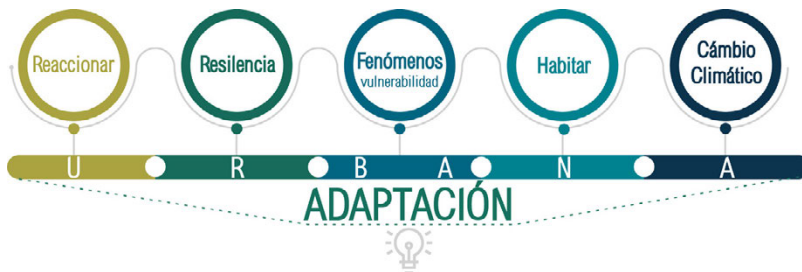 Reaccionar
Resilencia
Fenómenos
vulnerabilidad
Habitar
Cámbio
Climático
U R B A N A
ADAPTACIÓN